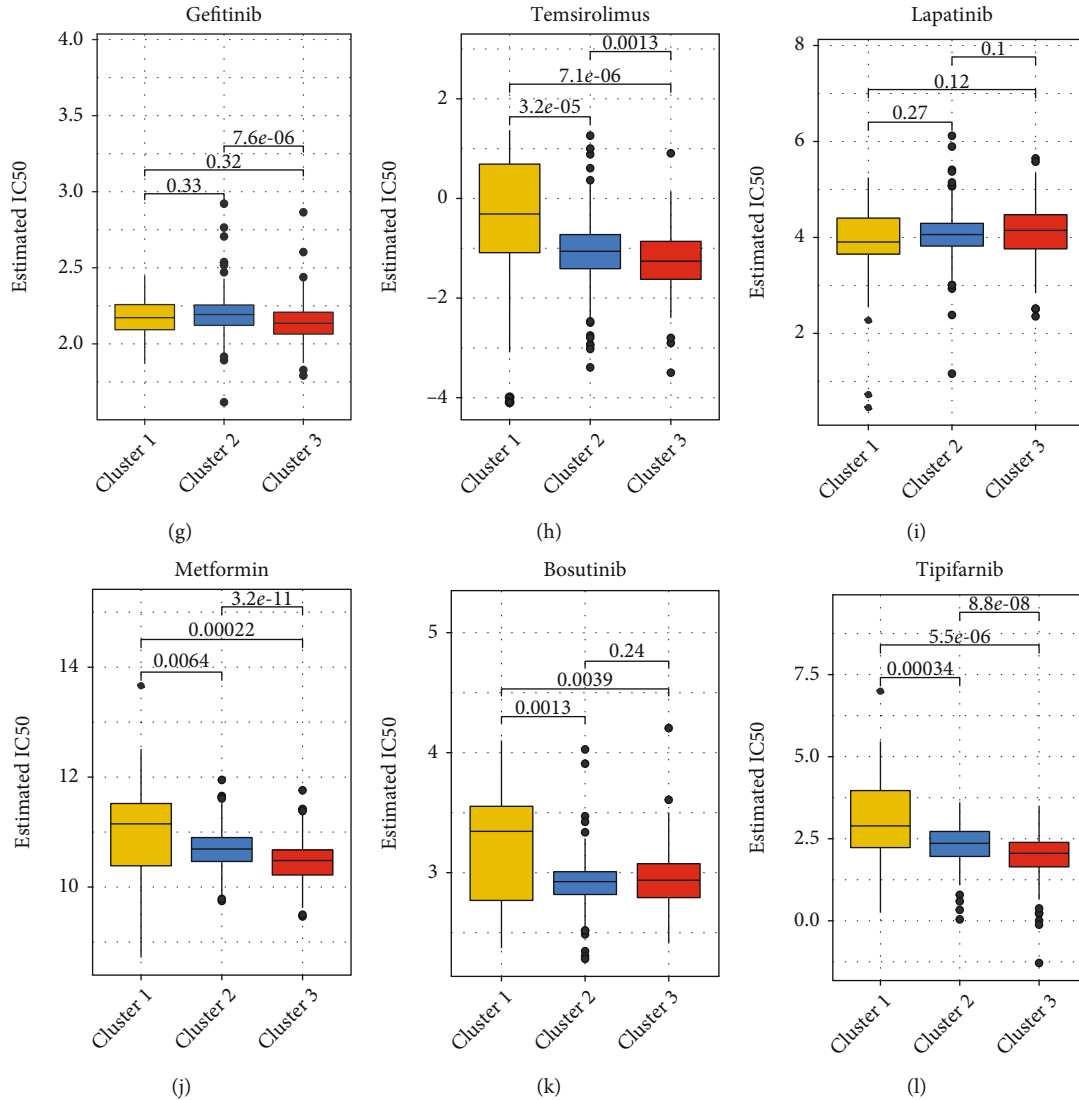 Gefitinib
Estimated IC50
4.0
3.5
3.0
2.5
2.0
7.6e-06
0.32
0.33
Cluster 1
Cluster 2
Cluster 3
(g)
Temsirolimus
Estimated IC50
2
0
−2
−4
0.0013
7.1e-06
3.2e-05
Cluster 1
Cluster 2
Cluster 3
(h)
Lapatinib
Estimated IC50
8
6
4
2
0.1
0.12
0.27
Cluster 1
Cluster 2
Cluster 3
(i)
Metformin
Estimated IC50
14
12
10
3.2e-11
0.00022
0.0064
Cluster 1
Cluster 2
Cluster 3
(j)
Bosutinib
Estimated IC50
5
4
3
0.24
0.0039
0.0013
Cluster 1
Cluster 2
Cluster 3
(k)
Tipifarnib
Estimated IC50
7.5
5.0
2.5
0.0
8.8e-08
5.5e-06
0.00034
Cluster 1
Cluster 2
Cluster 3
(l)